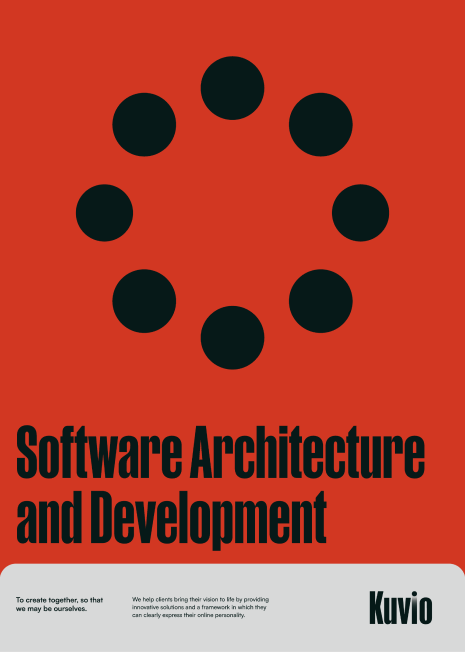 Software Architecture
and Development
To create together, so that
we may be ourselves.
We help clients bring their vision to life by providing
innovative solutions and a framework in which they
can clearly express their online personality.
Kuvio